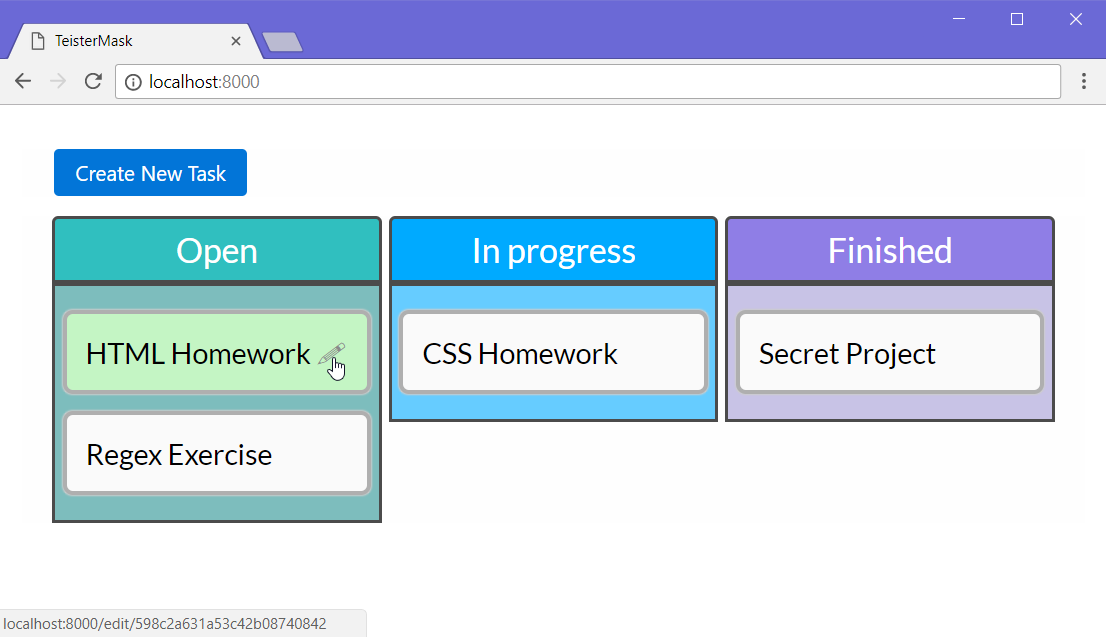 TeisterMask
localhost:8000
Create New Task
Open
In progress
Finished
HTML Homework
CSS Homework
Secret Project
Regex Exercise
localhost:8000/edit/598c2a631a53c42b08740842